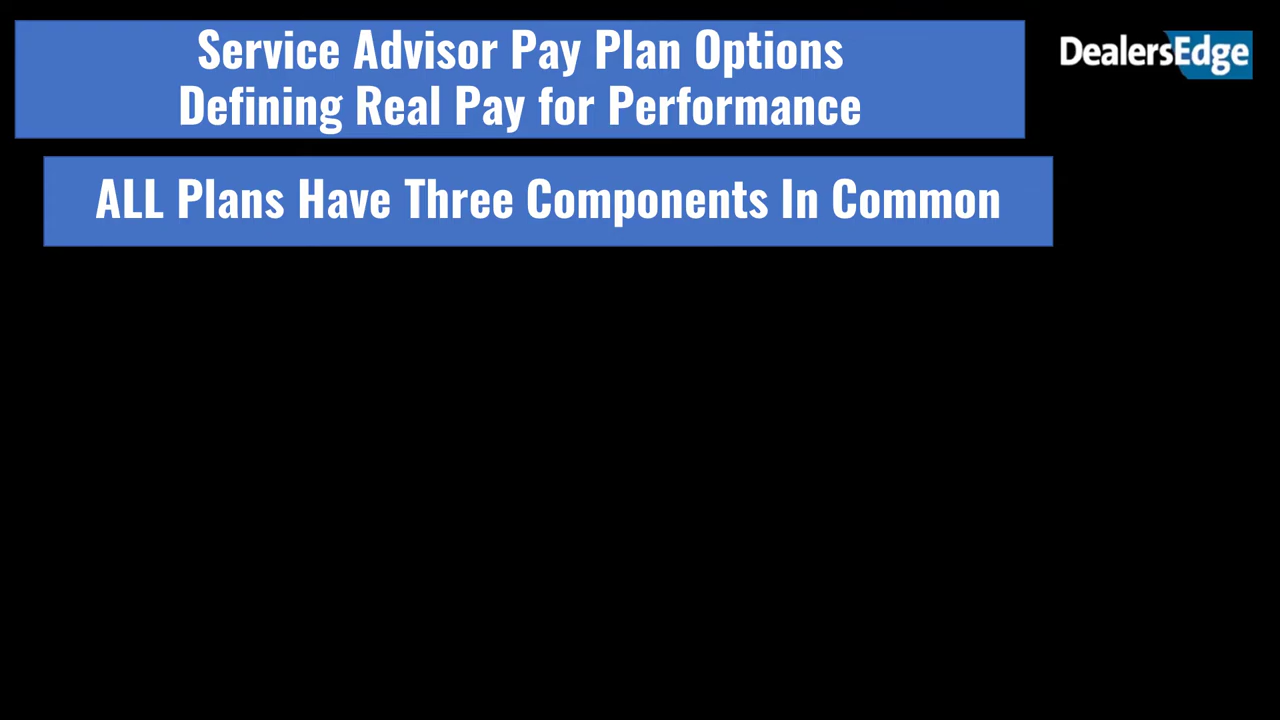 Service Advisor Pay Plan Options
Defining Real Pay for Performance
DealersEdge
ALL Plans Have Three Components In Common